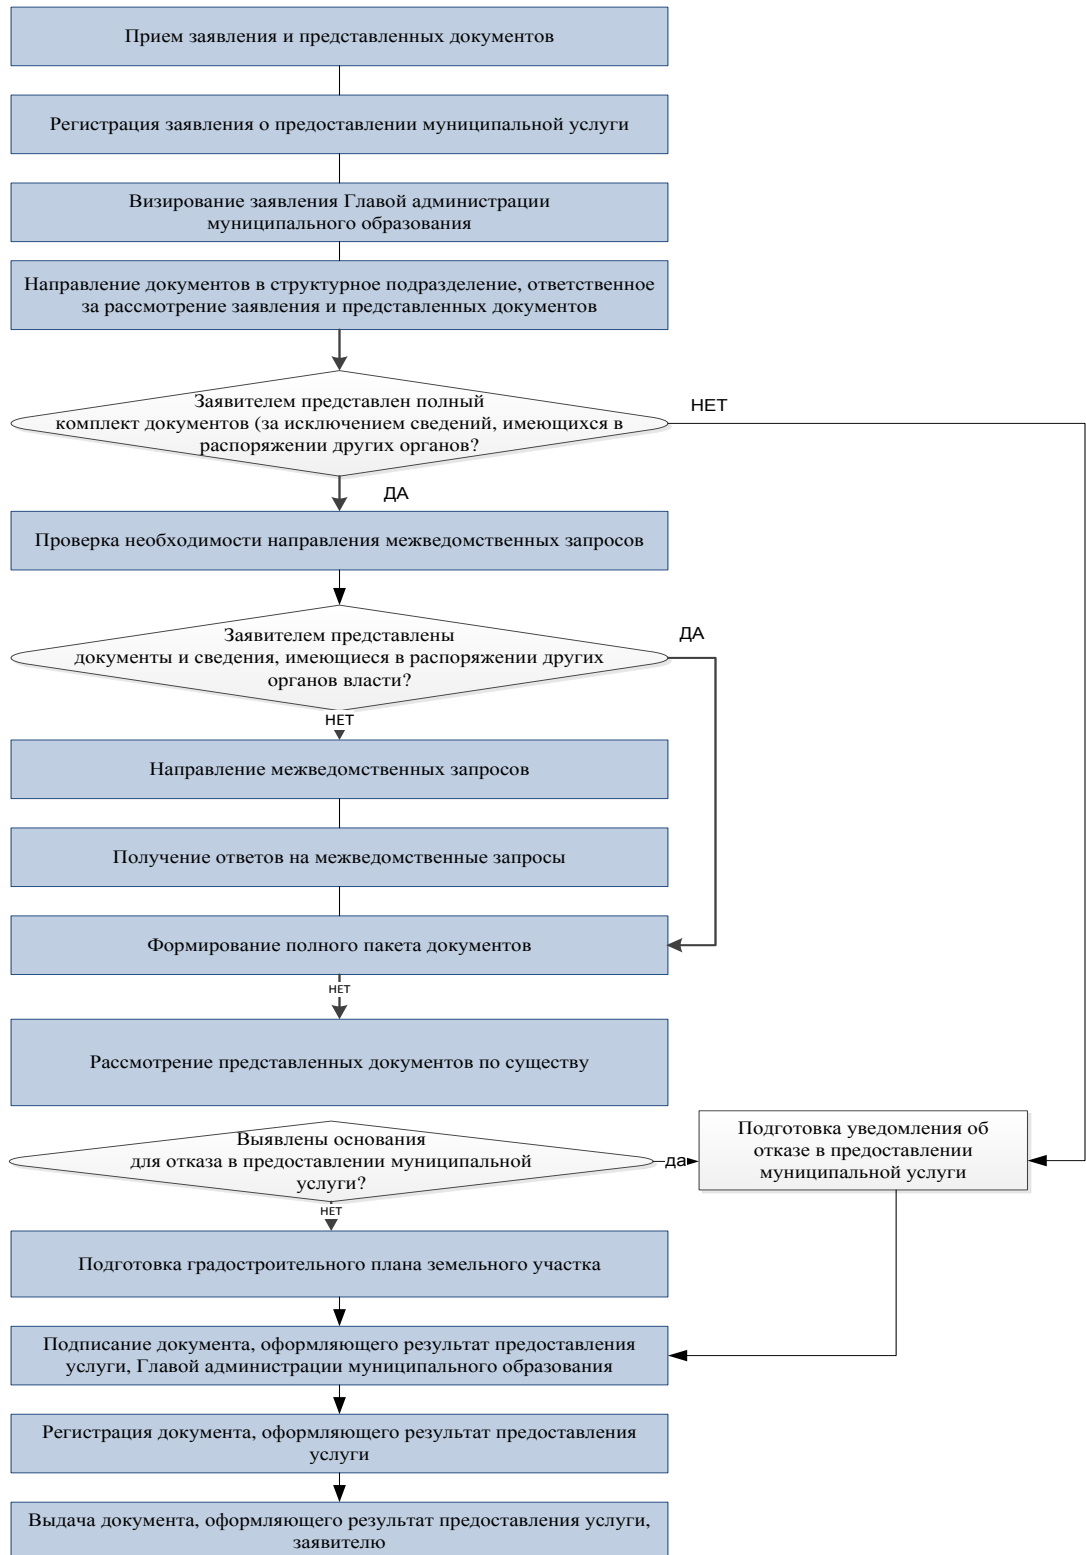 Прием заявления и представленных документов
Регистрация заявления о предоставлении муниципальной услуги
Визирование заявления Главой администрации
муниципального образования
Направление документов в структурное подразделение, ответственное
за рассмотрение заявления и представленных документов
Заявителем представлен полный
комплект документов (за исключением сведений, имеющихся в
распоряжении других органов?
НЕТ
ДА
Проверка необходимости направления межведомственных запросов
Заявителем представлены
документы и сведения, имеющиеся в распоряжении других
органов власти?
ДА
НЕТ
Направление межведомственных запросов
Получение ответов на межведомственные запросы
Формирование полного пакета документов
НЕТ
Рассмотрение представленных документов по существу
Выявлены основания
для отказа в предоставлении муниципальной
услуги?
да
Подготовка уведомления об
отказе в предоставлении
муниципальной услуги
НЕТ
Подготовка градостроительного плана земельного участка
Подписание документа, оформляющего результат предоставления
услуги, Главой администрации муниципального образования
Регистрация документа, оформляющего результат предоставления
услуги
Выдача документа, оформляющего результат предоставления услуги,
заявителю